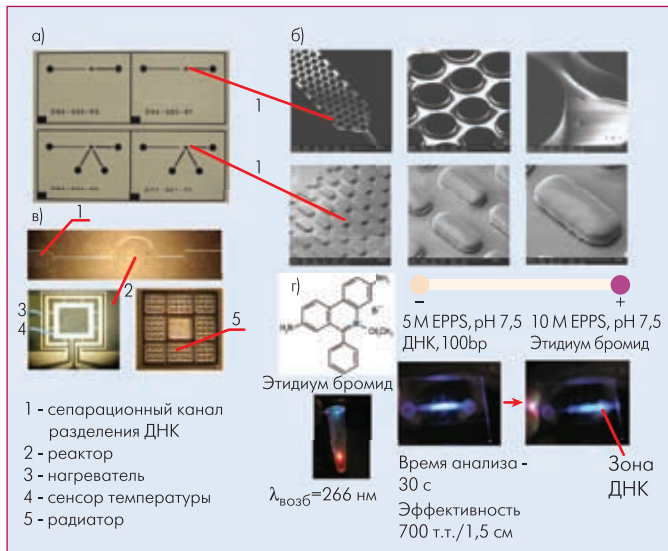 а)
б)
1
1
в)
1
2
3
4
5
г)
H₂N
Этидиум бромид
λвозб=266 нм
–
+
5 М EPPS, pH 7,5
ДНК, 100bp
10 М EPPS, pH 7,5
Этидиум бромид
Время анализа -
30 с
Эффективность
700 т.т./1,5 см
Зона
ДНК
1 - сепарационный канал
разделения ДНК
2 - реактор
3 - нагреватель
4 - сенсор температуры
5 - радиатор